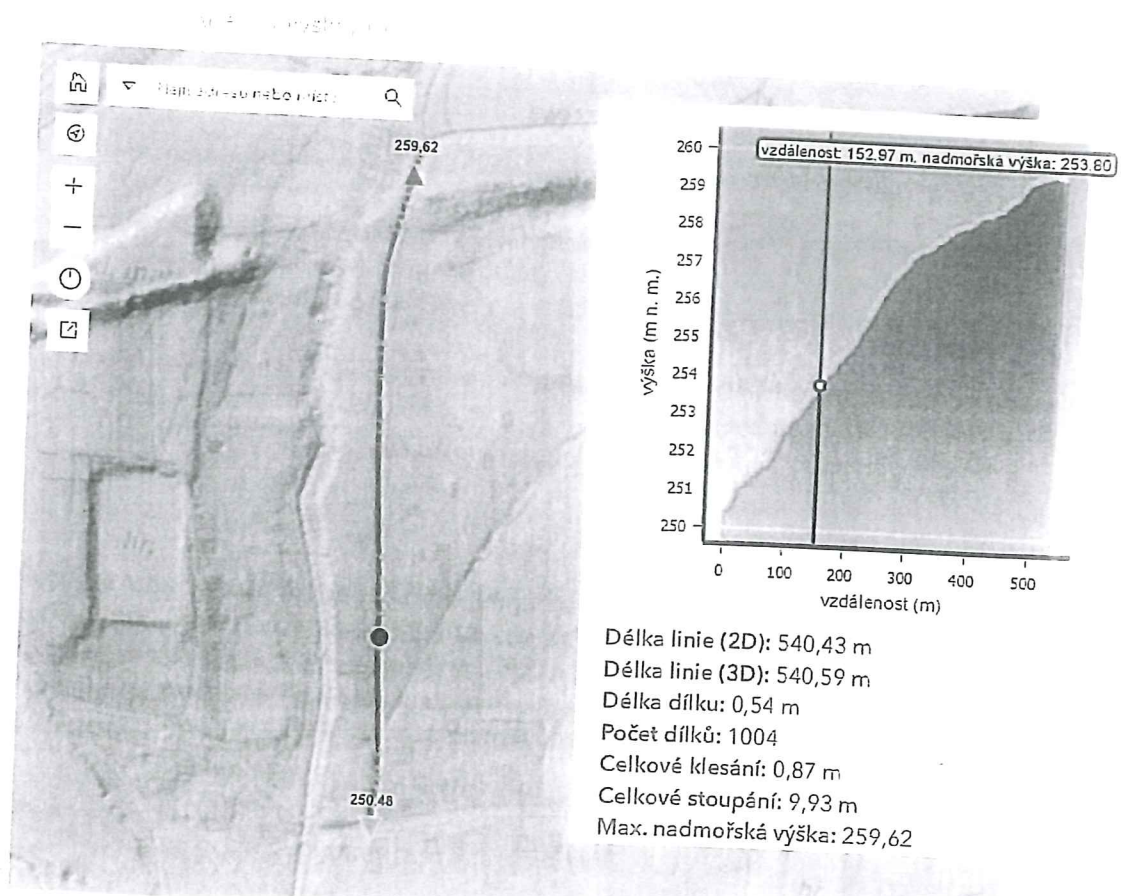 259,62
250,48
vzdálenost: 152.97 m, nadmořská výška: 253.80
260
259
258
257
256
255
254
253
252
251
250
výška (m n. m.)
0 100 200 300 400 500
vzdálenost (m)
Délka linie (2D): 540,43 m
Délka linie (3D): 540,59 m
Délka dílku: 0,54 m
Počet dílků: 1004
Celkové klesání: 0,87 m
Celkové stoupání: 9,93 m
Max. nadmořská výška: 259,62